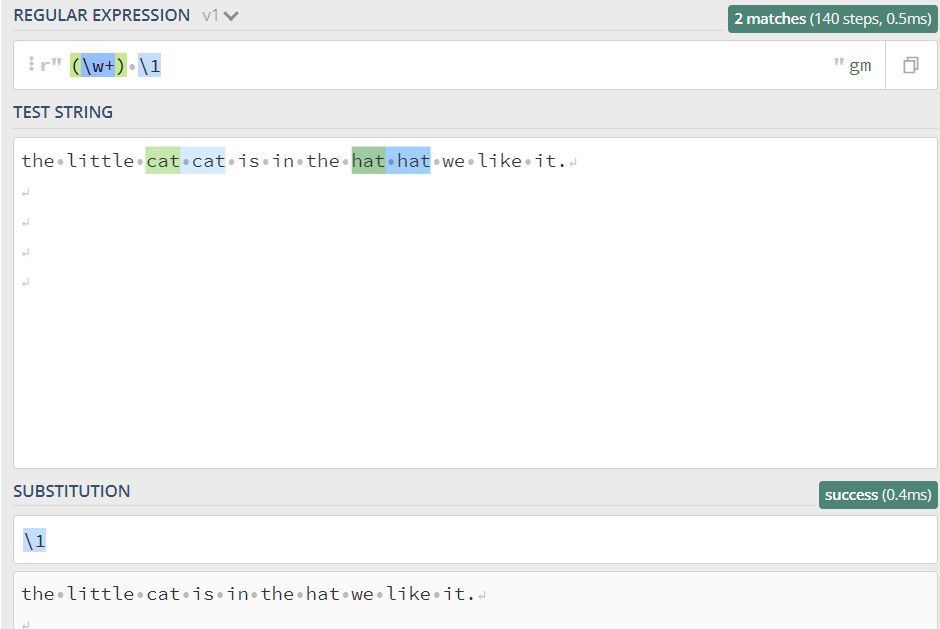 REGULAR EXPRESSION v1
2 matches (140 steps, 0.5ms)
r" (\w+) \1 " gm
TEST STRING
the little cat cat is in the hat hat we like it.
SUBSTITUTION
success (0.4ms)
\1
the little cat is in the hat we like it.